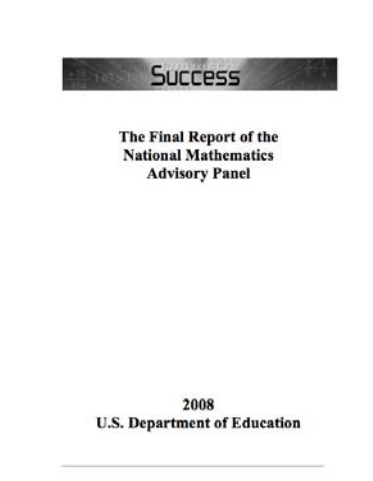 Success
The Final Report of the
National Mathematics
Advisory Panel
2008
U.S. Department of Education